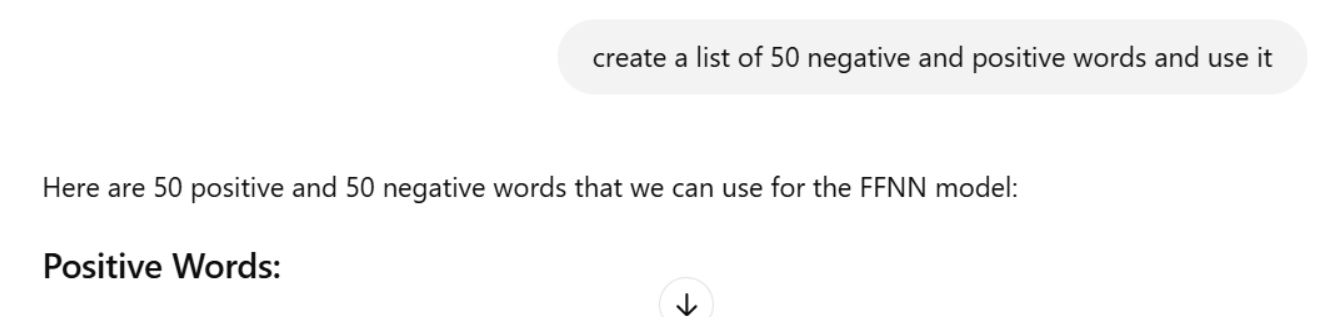 create a list of 50 negative and positive words and use it
Here are 50 positive and 50 negative words that we can use for the FFNN model:
Positive Words: